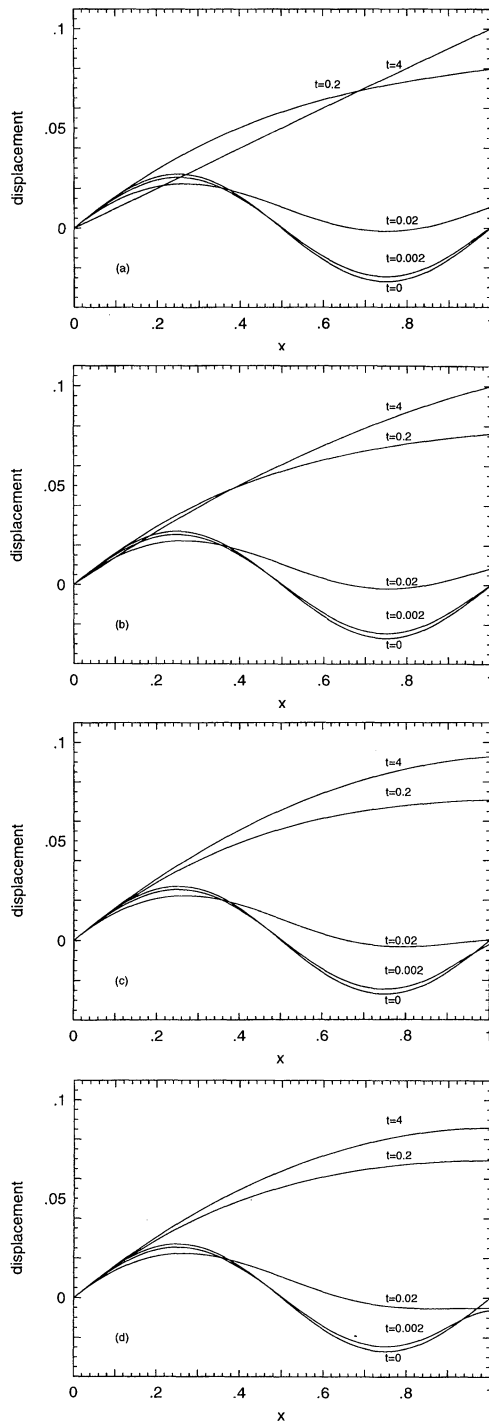 .1
t=4
t=0.2
.05
displacement
t=0.02
0
t=0.002
(a)
t=0
0
.2
.4
.6
.8
1
x
.1
t=4
t=0.2
.05
displacement
t=0.02
0
t=0.002
(b)
t=0
0
.2
.4
.6
.8
1
x
.1
t=4
t=0.2
.05
displacement
t=0.02
0
t=0.002
(c)
t=0
0
.2
.4
.6
.8
1
x
.1
t=4
t=0.2
.05
displacement
t=0.02
0
t=0.002
(d)
t=0
0
.2
.4
.6
.8
1
x